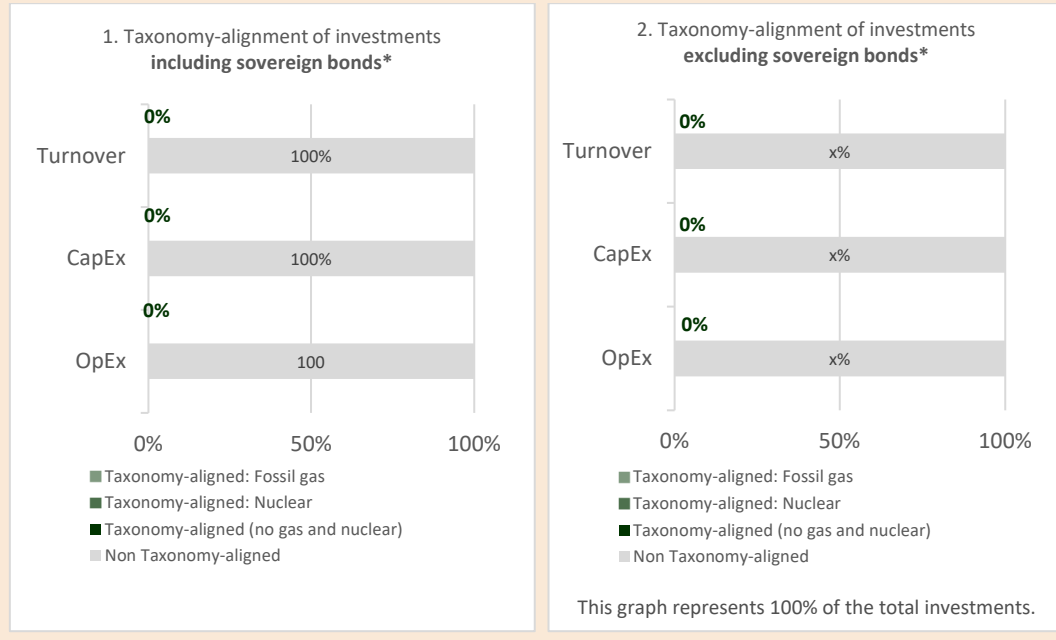 1. Taxonomy-alignment of investments
including sovereign bonds*
0%
Turnover
100%
0%
CapEx
100%
0%
OpEx
100
0%
50%
100%
Taxonomy-aligned: Fossil gas
Taxonomy-aligned: Nuclear
Taxonomy-aligned (no gas and nuclear)
Non Taxonomy-aligned
2. Taxonomy-alignment of investments
excluding sovereign bonds*
0%
Turnover
x%
0%
CapEx
x%
0%
OpEx
x%
0%
50%
100%
Taxonomy-aligned: Fossil gas
Taxonomy-aligned: Nuclear
Taxonomy-aligned (no gas and nuclear)
Non Taxonomy-aligned
This graph represents 100% of the total investments.